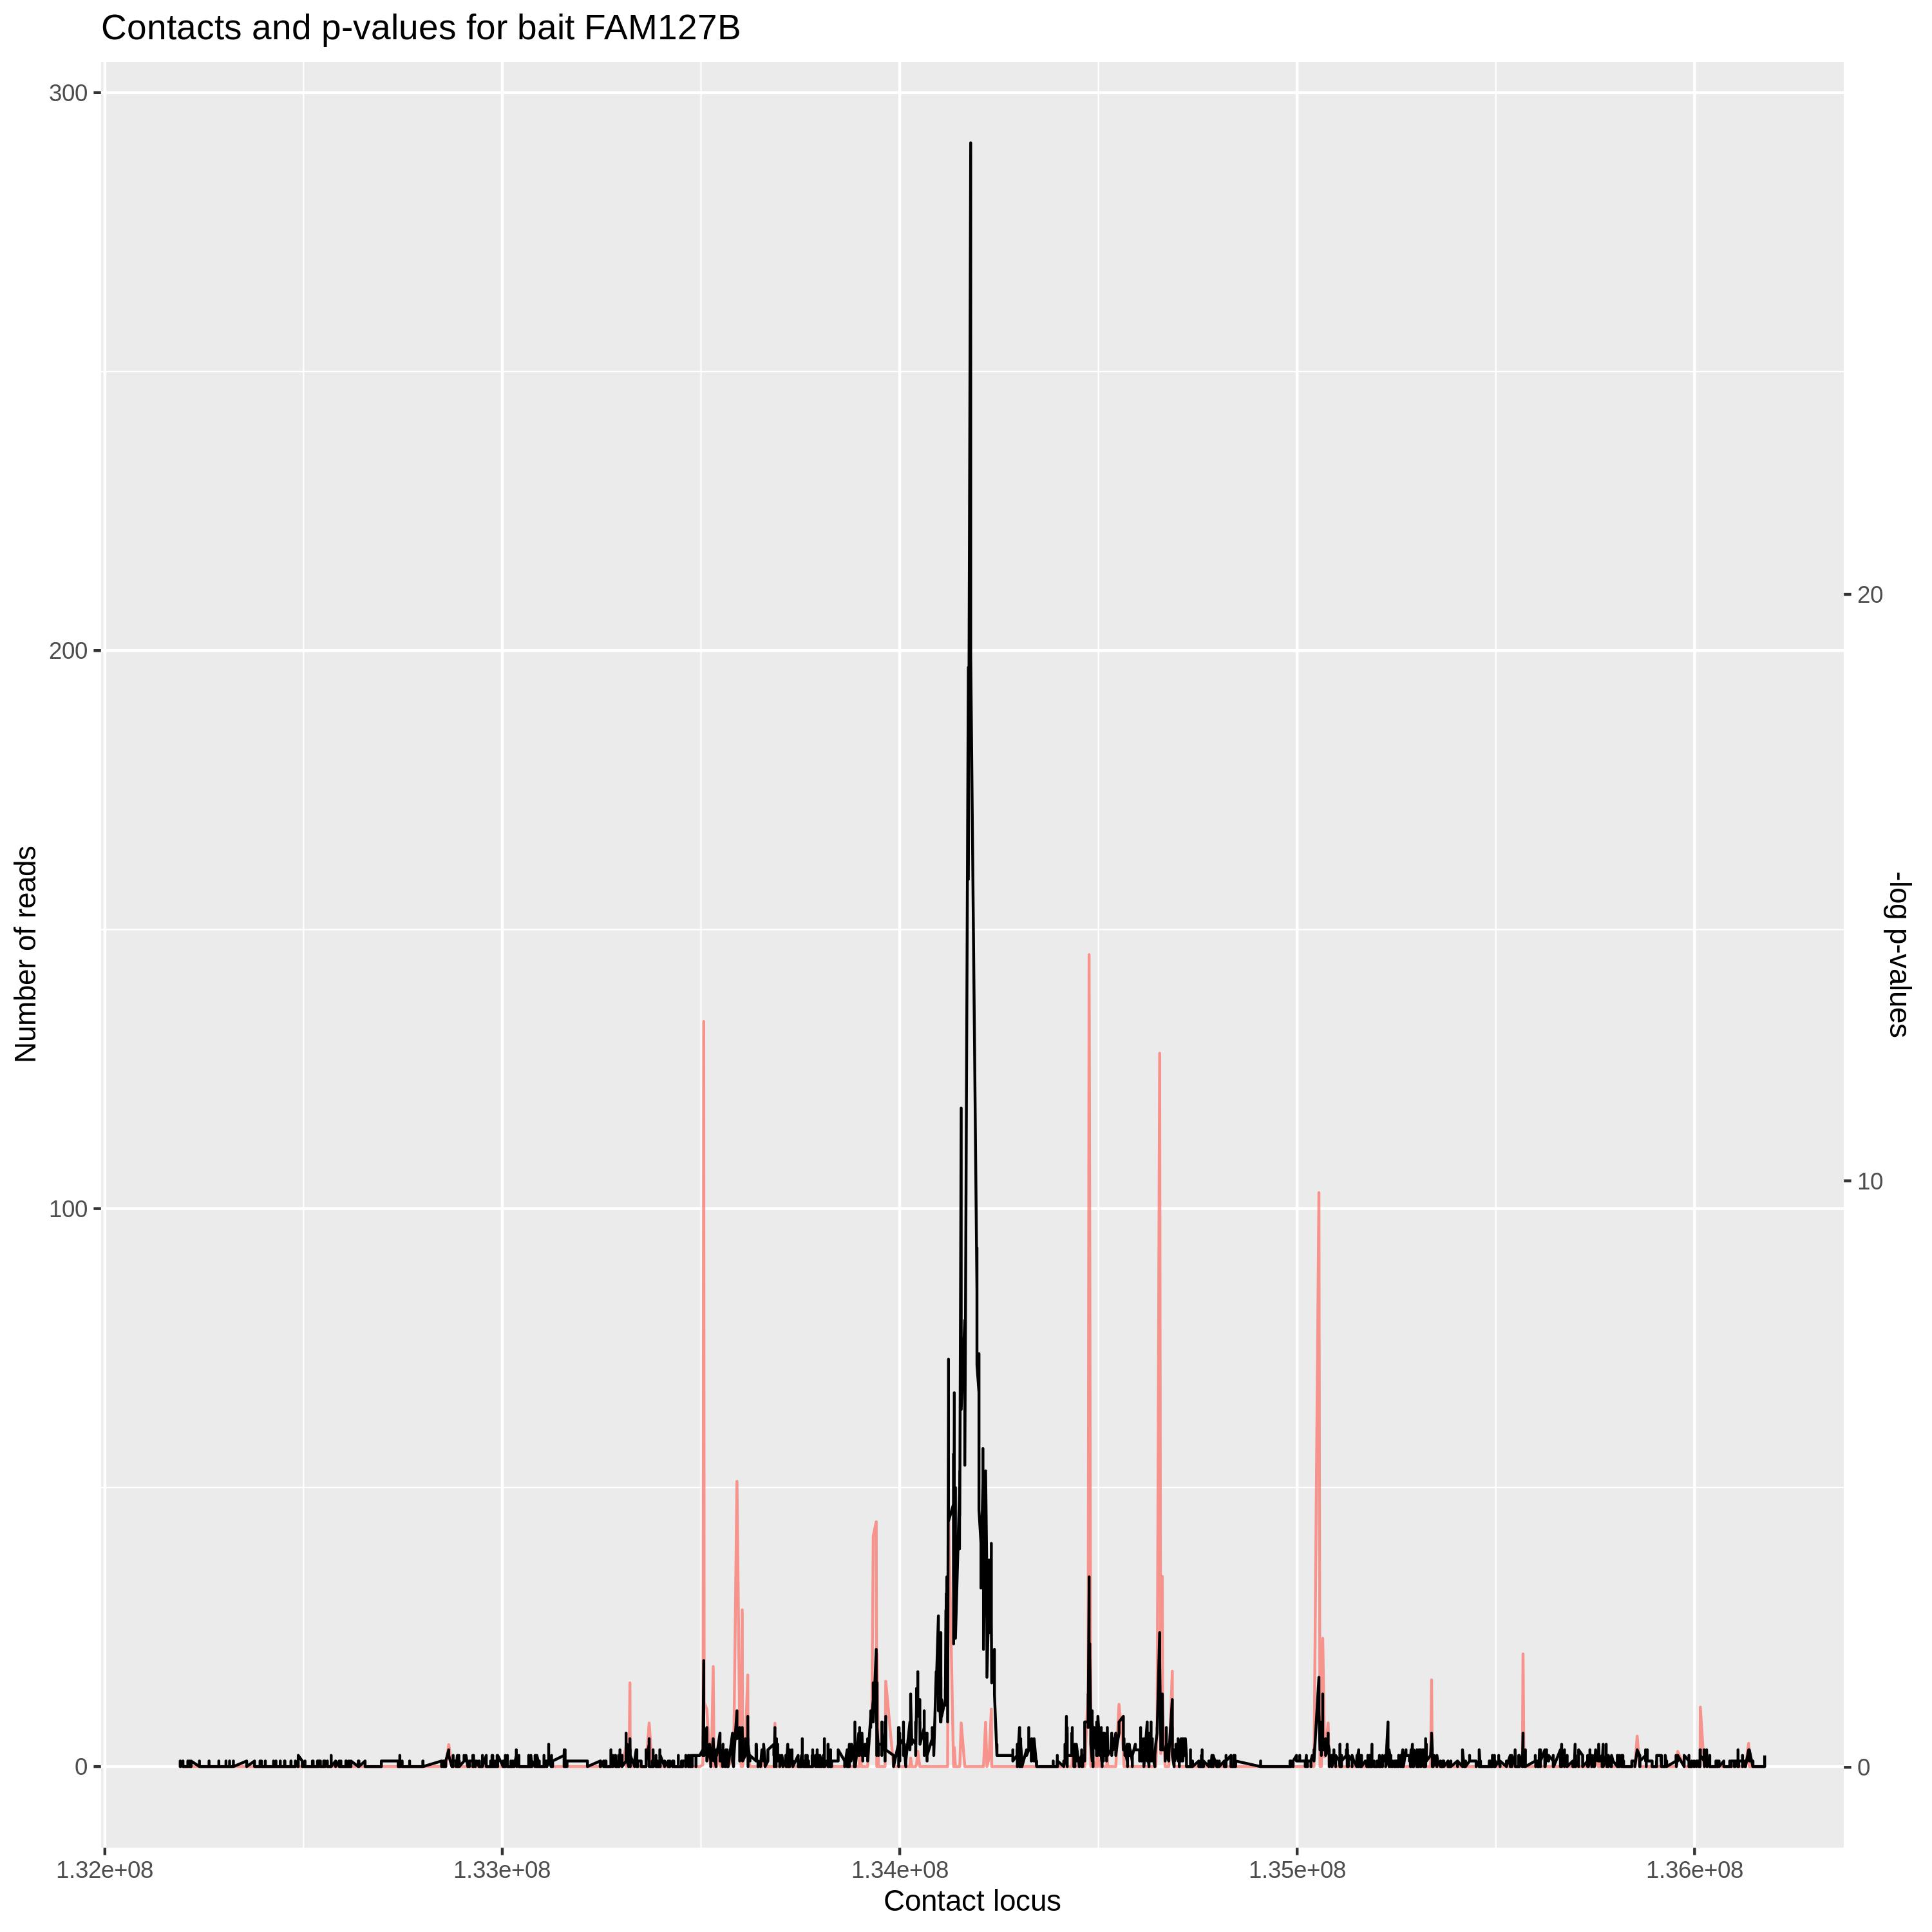 Contacts and p-values for bait FAM127B
300
200
100
0
Number of reads
20
10
0
-log p-values
1.32e+08
1.33e+08
1.34e+08
1.35e+08
1.36e+08
Contact locus